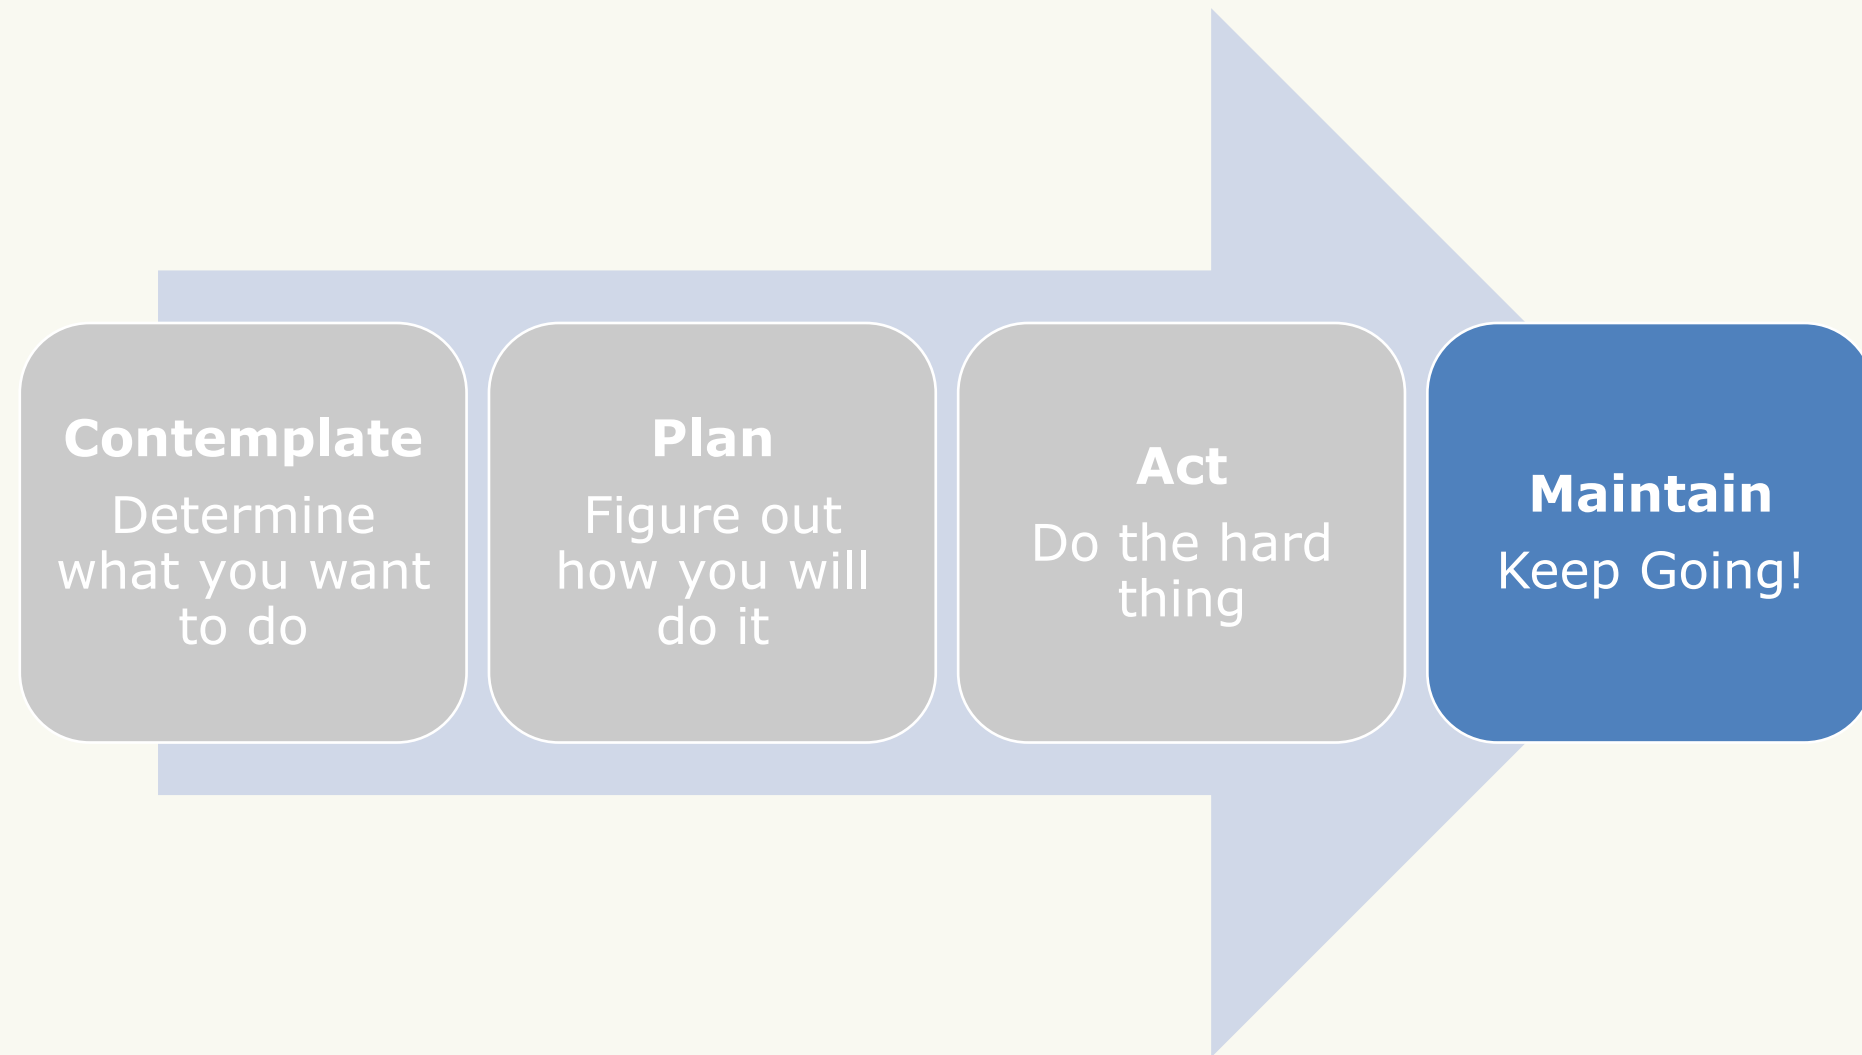 Contemplate
Determine
what you want
to do
Plan
Figure out
how you will
do it
Act
Do the hard
thing
Maintain
Keep Going!